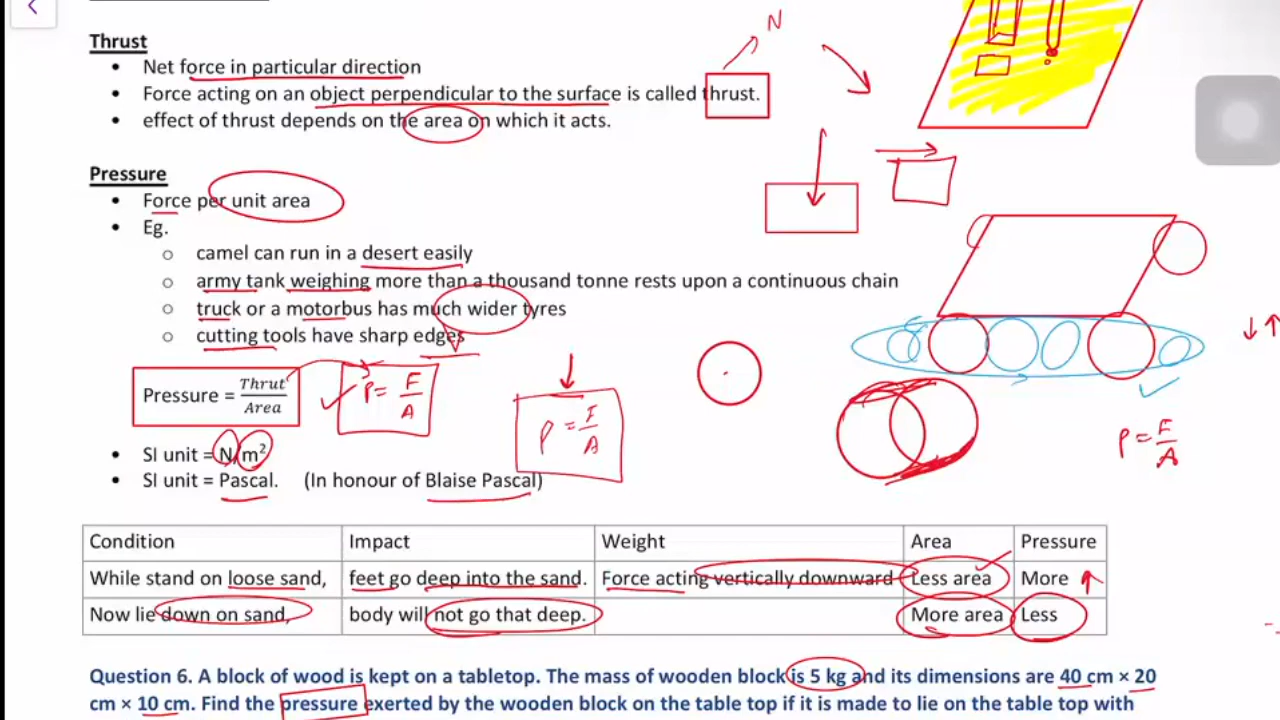 Thrust
• Net force in particular direction
• Force acting on an object perpendicular to the surface is called thrust.
• effect of thrust depends on the area on which it acts.
N
Pressure
• Force per unit area
• Eg.
o camel can run in a desert easily
o army tank weighing more than a thousand tonne rests upon a continuous chain
o truck or a motorbus has much wider tyres
o cutting tools have sharp edges
Pressure = Thrut/Area
P = F/A
P = F/A
P = F/A
• SI unit = N/m²
• SI unit = Pascal. (In honour of Blaise Pascal)
Condition Impact Weight Area Pressure
While stand on loose sand, feet go deep into the sand. Force acting vertically downward Less area More
Now lie down on sand, body will not go that deep. More area Less
Question 6. A block of wood is kept on a tabletop. The mass of wooden block is 5 kg and its dimensions are 40 cm × 20
cm × 10 cm. Find the pressure exerted by the wooden block on the table top if it is made to lie on the table top with